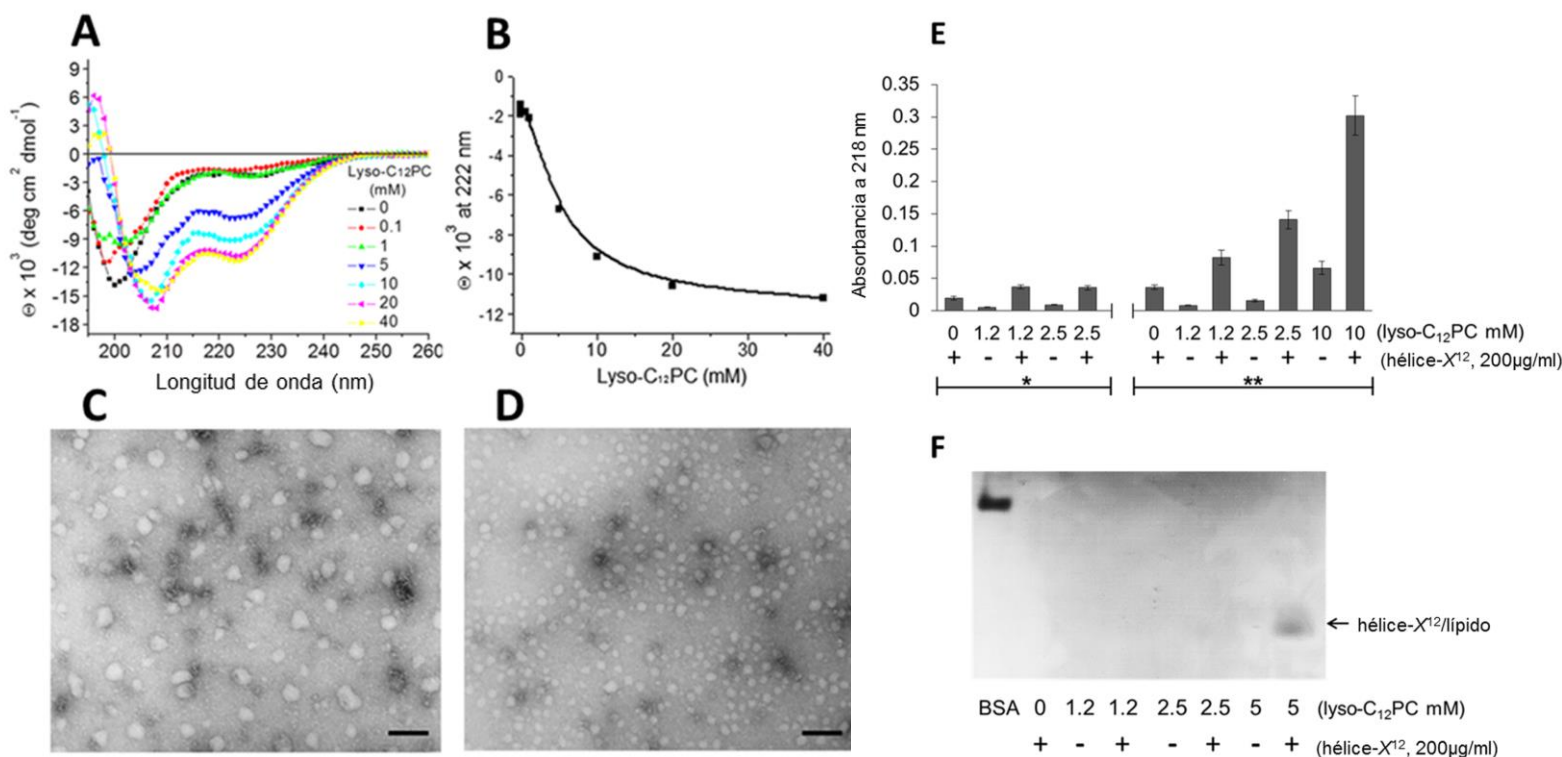 A
9
6
3
0
-3
-6
-9
-12
-15
-18
Θ x 10³ (deg cm² dmol⁻¹)
200 210 220 230 240 250 260
Longitud de onda (nm)
Lyso-C₁₂PC
(mM)
0
0.1
1
5
10
20
40
B
0
-2
-4
-6
-8
-10
-12
Θ x 10³ at 222 nm
0 10 20 30 40
Lyso-C₁₂PC (mM)
C
D
E
0.35
0.3
0.25
0.2
0.15
0.1
0.05
0
Absorbancia a 218 nm
0 1.2 1.2 2.5 2.5 0 1.2 1.2 2.5 2.5 10 10 (lyso-C₁₂PC mM)
+ - + - + + - + - + - + (hélice-X¹², 200µg/ml)
* **
F
hélice-X¹²/lípido
BSA 0 1.2 1.2 2.5 2.5 5 5 (lyso-C₁₂PC mM)
+ - + - + - + (hélice-X¹², 200µg/ml)